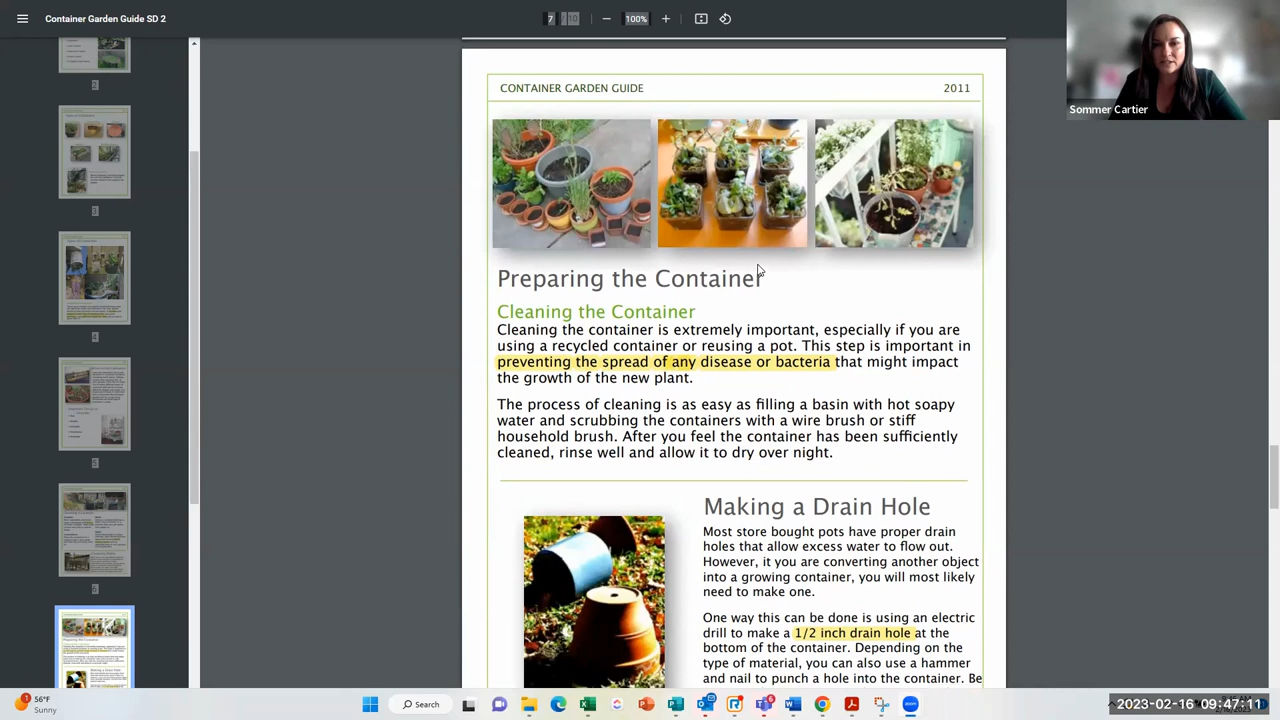 Container Garden Guide SD 2
7 / 10
100%
Sommer Cartier
2
3
4
5
6
CONTAINER GARDEN GUIDE 2011
Preparing the Container
Cleaning the Container
Cleaning the container is extremely important, especially if you are
using a recycled container or reusing a pot. This step is important in
preventing the spread of any disease or bacteria that might impact
the growth of the new plant.
The process of cleaning is as easy as filling a basin with hot soapy
water and scrubbing the containers with a wire brush or stiff
household brush. After you feel the container has been sufficiently
cleaned, rinse well and allow it to dry over night.
Making a Drain Hole
Most store bought pots have proper drain
holes that allow excess water to flow out.
However, it you are converting another object
into a growing container, you will most likely
need to make one.
One way this can be done is using an electric
drill to make a 1/2 inch drain hole at the
bottom of the container. Depending on the
type of material, you can also use a hammer
and nail to punch a hole into the container. Be
Sunny
Search
2023-02-16 09:47:11